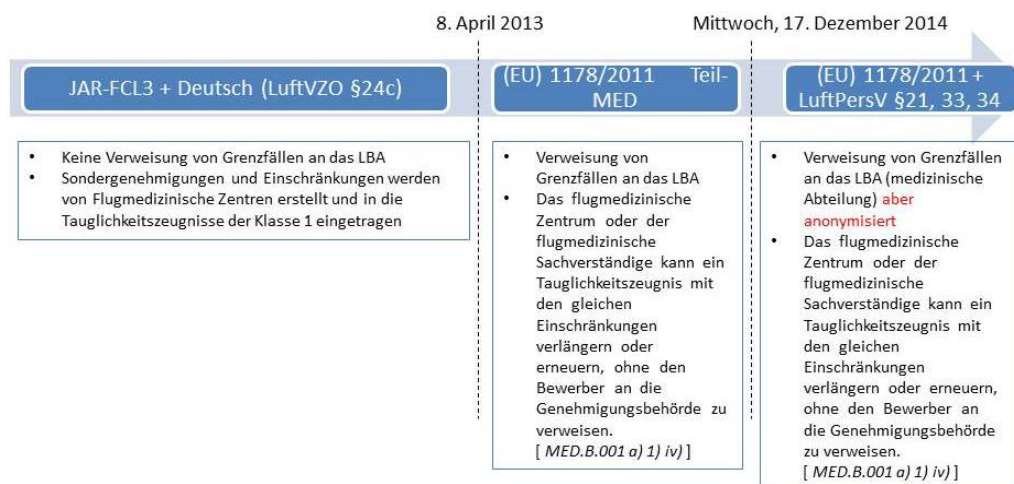 8. April 2013
Mittwoch, 17. Dezember 2014
JAR-FCL3 + Deutsch (LuftVZO §24c)
(EU) 1178/2011 Teil-
MED
(EU) 1178/2011 +
LuftPersV §21, 33, 34
• Keine Verweisung von Grenzfällen an das LBA
• Sondergenehmigungen und Einschränkungen werden
von Flugmedizinische Zentren erstellt und in die
Tauglichkeitszeugnisse der Klasse 1 eingetragen
• Verweisung von
Grenzfällen an das LBA
• Das flugmedizinische
Zentrum oder der
flugmedizinische
Sachverständige kann ein
Tauglichkeitszeugnis mit
den gleichen
Einschränkungen
verlängern oder
erneuern, ohne den
Bewerber an die
Genehmigungsbehörde zu
verweisen.
[ MED.B.001 a) 1) iv) ]
• Verweisung von Grenzfällen
an das LBA (medizinische
Abteilung) aber
anonymisiert
• Das flugmedizinische
Zentrum oder der
flugmedizinische
Sachverständige kann ein
Tauglichkeitszeugnis mit
den gleichen
Einschränkungen
verlängern oder erneuern,
ohne den Bewerber an
die Genehmigungsbehörde
zu verweisen.
[ MED.B.001 a) 1) iv) ]